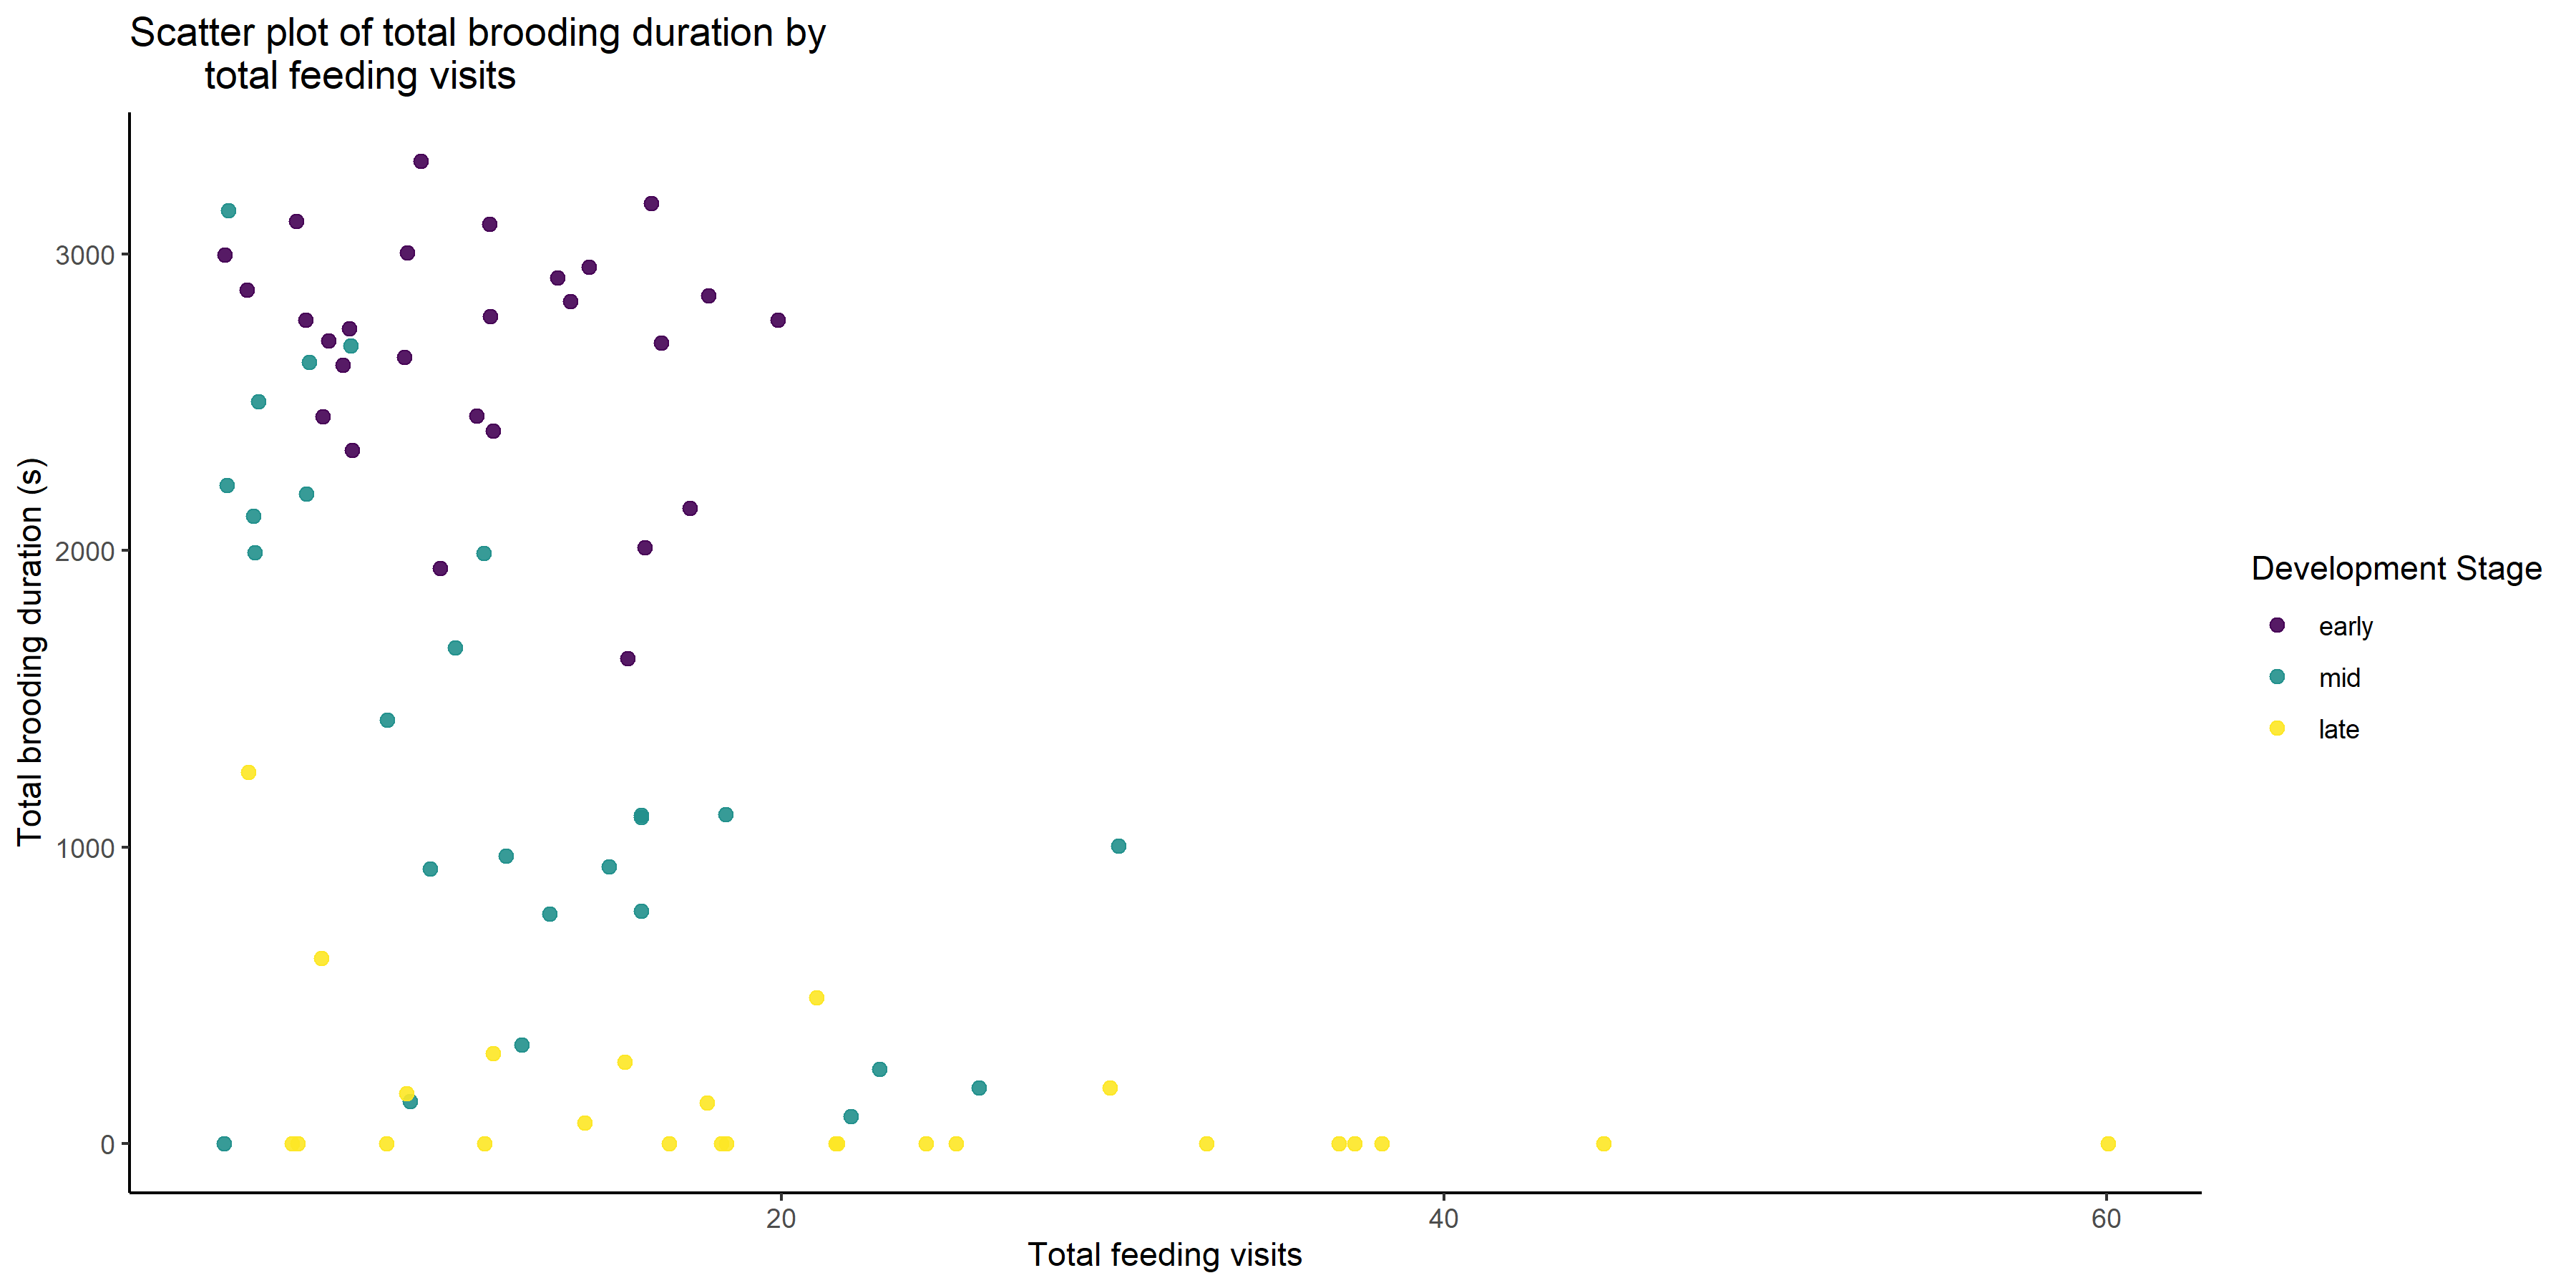 Scatter plot of total brooding duration by
total feeding visits
Total brooding duration (s)
3000
2000
1000
0
20
40
60
Total feeding visits
Development Stage
early
mid
late